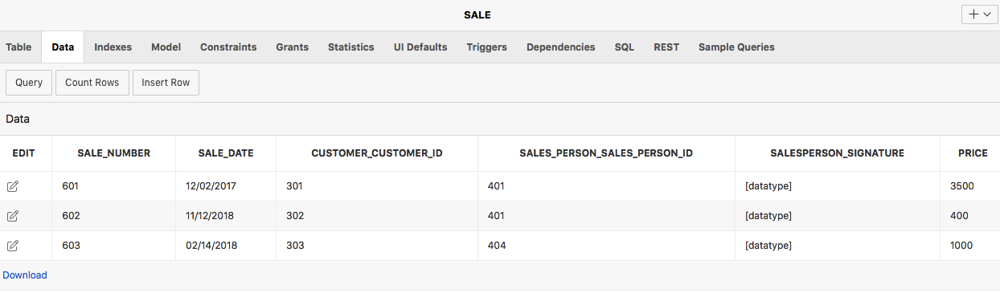 SALE
Table Data Indexes Model Constraints Grants Statistics UI Defaults Triggers Dependencies SQL REST Sample Queries
Query Count Rows Insert Row
Data
EDIT SALE_NUMBER SALE_DATE CUSTOMER_CUSTOMER_ID SALES_PERSON_SALES_PERSON_ID SALESPERSON_SIGNATURE PRICE
601 12/02/2017 301 401 [datatype] 3500
602 11/12/2018 302 401 [datatype] 400
603 02/14/2018 303 404 [datatype] 1000
Download